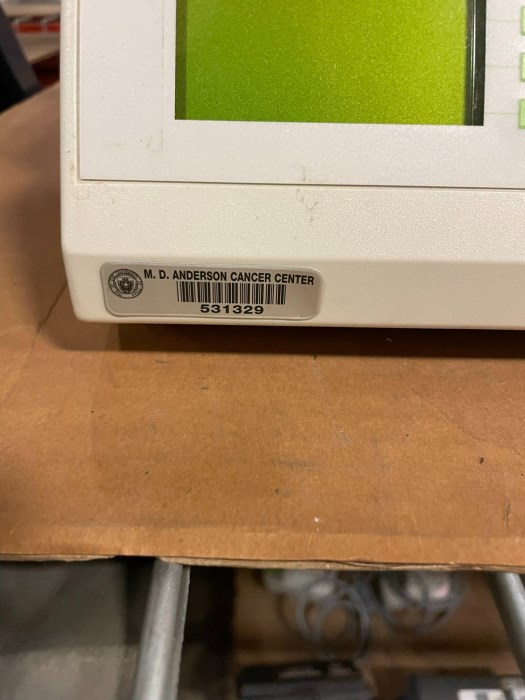 M. D. ANDERSON CANCER CENTER
531329